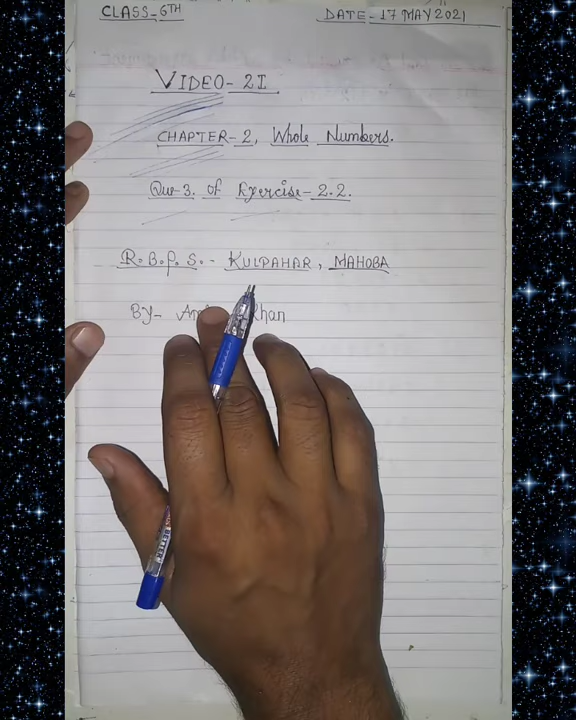 CLASS-6TH DATE-17 MAY 2021
VIDEO-21
CHAPTER-2, Whole Numbers.
Que-3. of Exercise-2.2.
R.B.P.S.- KULPAHAR, MAHOBA
BY- Khan